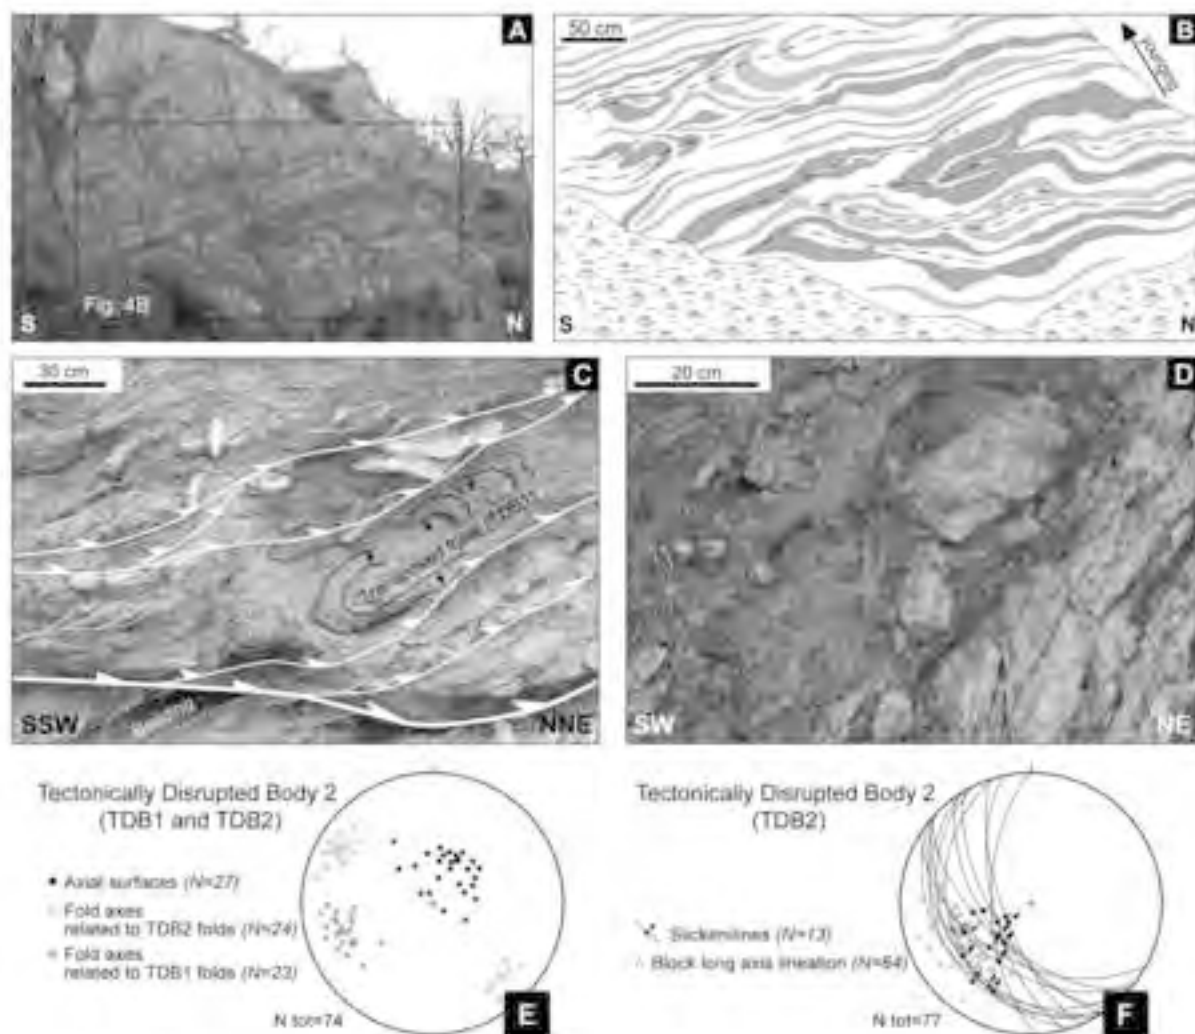 A
Fig. 4B
S
N
B
50 cm
S
N
C
30 cm
SSW
NNE
D
20 cm
SW
NE
Tectonically Disrupted Body 2
(TDB1 and TDB2)
Axial surfaces (N=27)
Fold axes
related to TDB2 folds (N=24)
Fold axes
related to TDB1 folds (N=23)
N tot=74
E
Tectonically Disrupted Body 2
(TDB2)
Slickenlines (N=13)
Block long axis lineation (N=64)
N tot=77
F